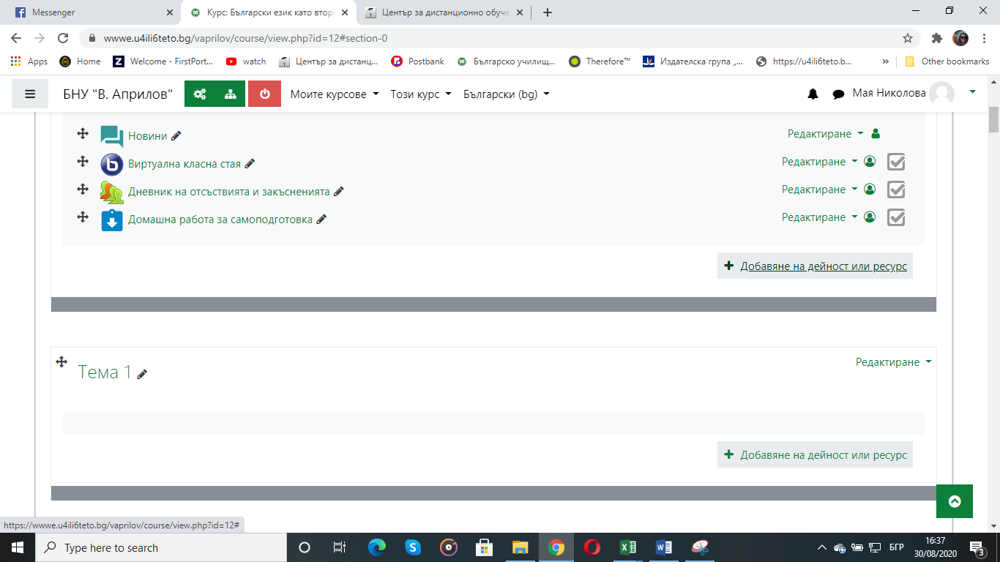 Messenger
Курс: Български език като втори
Център за дистанционно обуче
wwwe.u4ili6teto.bg/vaprilov/course/view.php?id=12#section-0
Apps
Home
Welcome - FirstPort...
watch
Център за дистанц...
Postbank
Българско училищ...
Therefore™
Издателска група „...
https://u4ili6teto.b...
»
Other bookmarks
БНУ "В. Априлов"
Моите курсове
Този курс
Български (bg)
Мая Николова
Новини
Редактиране
Виртуална класна стая
Редактиране
Дневник на отсъствията и закъсненията
Редактиране
Домашна работа за самоподготовка
Редактиране
Добавяне на дейност или ресурс
Тема 1
Редактиране
Добавяне на дейност или ресурс
https://wwwe.u4ili6teto.bg/vaprilov/course/view.php?id=12#
Type here to search
БГР
16:37
30/08/2020
3